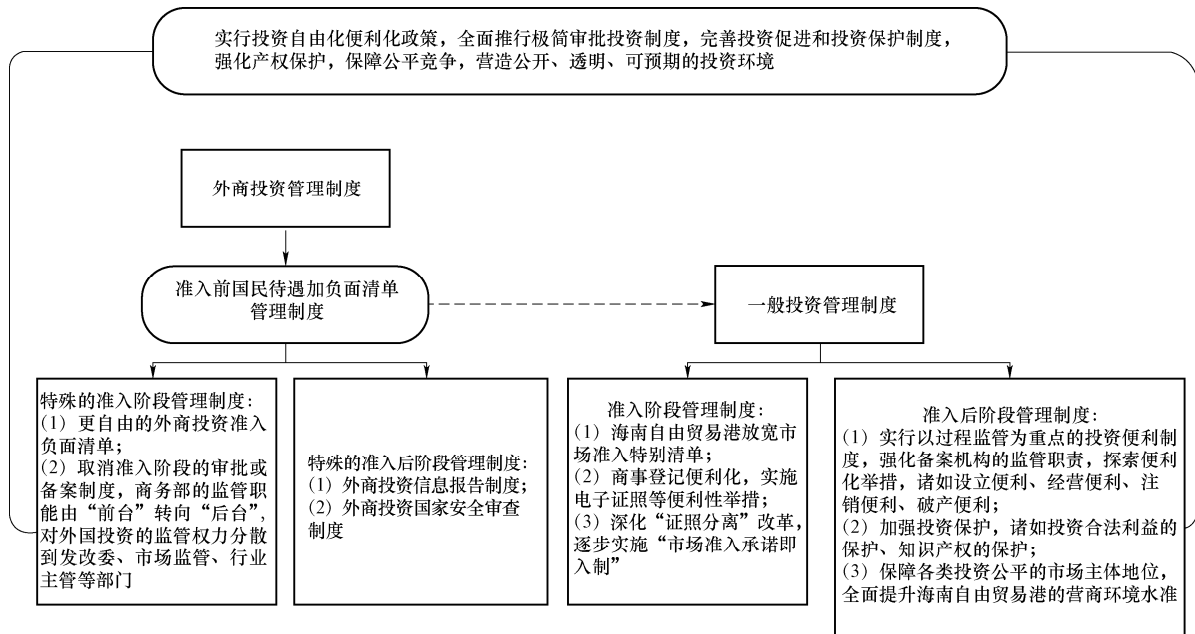 实行投资自由化便利化政策，全面推行极简审批投资制度，完善投资促进和投资保护制度，
强化产权保护，保障公平竞争，营造公开、透明、可预期的投资环境
外商投资管理制度
准入前国民待遇加负面清单
管理制度
一般投资管理制度
特殊的准入阶段管理制度：
（1）更自由的外商投资准入
负面清单；
（2）取消准入阶段的审批或
备案制度，商务部的监管职
能由“前台”转向“后台”，
对外国投资的监管权力分散
到发改委、市场监管、行业
主管等部门
特殊的准入后阶段管理制度：
（1）外商投资信息报告制度；
（2）外商投资国家安全审查
制度
准入阶段管理制度：
（1）海南自由贸易港放宽市
场准入特别清单；
（2）商事登记便利化，实施
电子证照等便利性举措；
（3）深化“证照分离”改革，
逐步实施“市场准入承诺即
入制”
准入后阶段管理制度：
（1）实行以过程监管为重点的投资便利制
度，强化备案机构的监管职责，探索便利
化举措，诸如设立便利、经营便利、注
销便利、破产便利；
（2）加强投资保护，诸如投资合法利益的
保护、知识产权的保护；
（3）保障各类投资公平的市场主体地位，
全面提升海南自由贸易港的营商环境水准